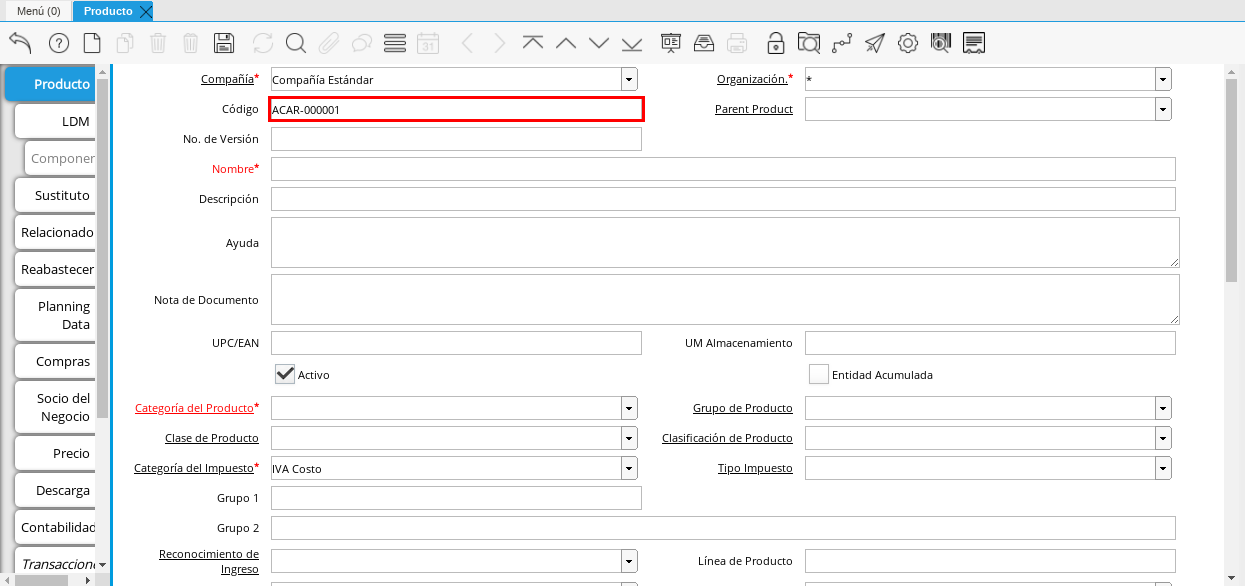 Menú (0)
Producto
31
Producto
LDM
Componen
Sustituto
Relacionado
Reabastecer
Planning
Data
Compras
Socio del
Negocio
Precio
Descarga
Contabilidad
Transaccion
Compañía* Compañía Estándar Organización.* *
Código ACAR-000001 Parent Product
No. de Versión
Nombre*
Descripción
Ayuda
Nota de Documento
UPC/EAN UM Almacenamiento
Activo Entidad Acumulada
Categoría del Producto* Grupo de Producto
Clase de Producto Clasificación de Producto
Categoría del Impuesto* IVA Costo Tipo Impuesto
Grupo 1
Grupo 2
Reconocimiento de
Ingreso Línea de Producto